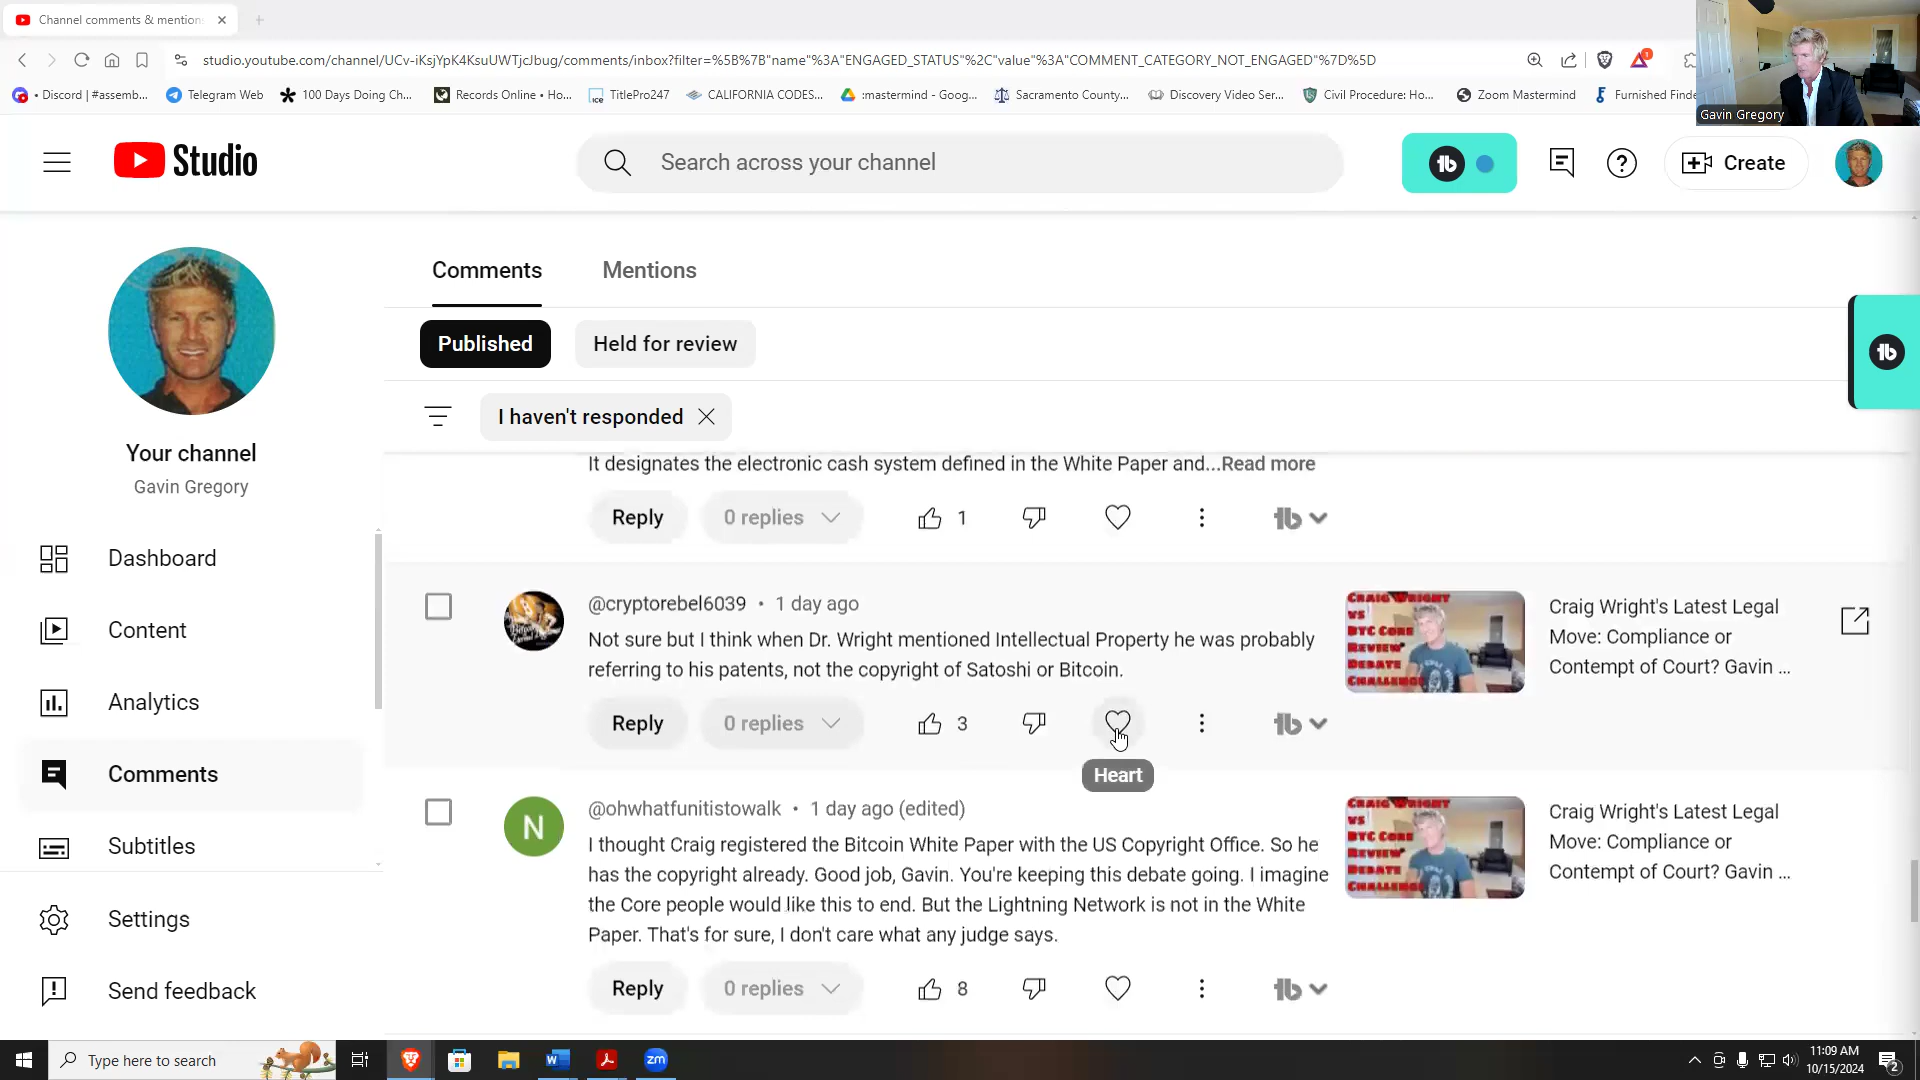 Channel comments & mention
studio.youtube.com/channel/UCv-iKsjYpK4KsuUWTjcJbug/comments/inbox?filter=%5B%7B"name"%3A"ENGAGED_STATUS"%2C"value"%3A"COMMENT_CATEGORY_NOT_ENGAGED"%7D%5D
1
• Discord | #assemb...
Telegram Web
100 Days Doing Ch...
Records Online • Ho...
TitlePro247
CALIFORNIA CODES...
:mastermind - Goog...
Sacramento County...
Discovery Video Ser...
Civil Procedure: Ho...
Zoom Mastermind
Furnished Finde
Gavin Gregory
Studio
Search across your channel
Create
Your channel
Gavin Gregory
Dashboard
Content
Analytics
Comments
Subtitles
Settings
Send feedback
Comments
Mentions
Published
Held for review
I haven't responded
It designates the electronic cash system defined in the White Paper and...Read more
Reply
0 replies
1
@cryptorebel6039 • 1 day ago
Not sure but I think when Dr. Wright mentioned Intellectual Property he was probably
referring to his patents, not the copyright of Satoshi or Bitcoin.
Reply
0 replies
3
Heart
CRAIG WRIGHT
VS
BTC CORE
REVIEW
DEBATE
CHALLENGE
Craig Wright's Latest Legal
Move: Compliance or
Contempt of Court? Gavin ...
@ohwhatfunitistowalk • 1 day ago (edited)
N
I thought Craig registered the Bitcoin White Paper with the US Copyright Office. So he
has the copyright already. Good job, Gavin. You're keeping this debate going. I imagine
the Core people would like this to end. But the Lightning Network is not in the White
Paper. That's for sure, I don't care what any judge says.
Reply
0 replies
8
CRAIG WRIGHT
VS
BTC CORE
REVIEW
DEBATE
CHALLENGE
Craig Wright's Latest Legal
Move: Compliance or
Contempt of Court? Gavin ...
Type here to search
11:09 AM
10/15/2024
2